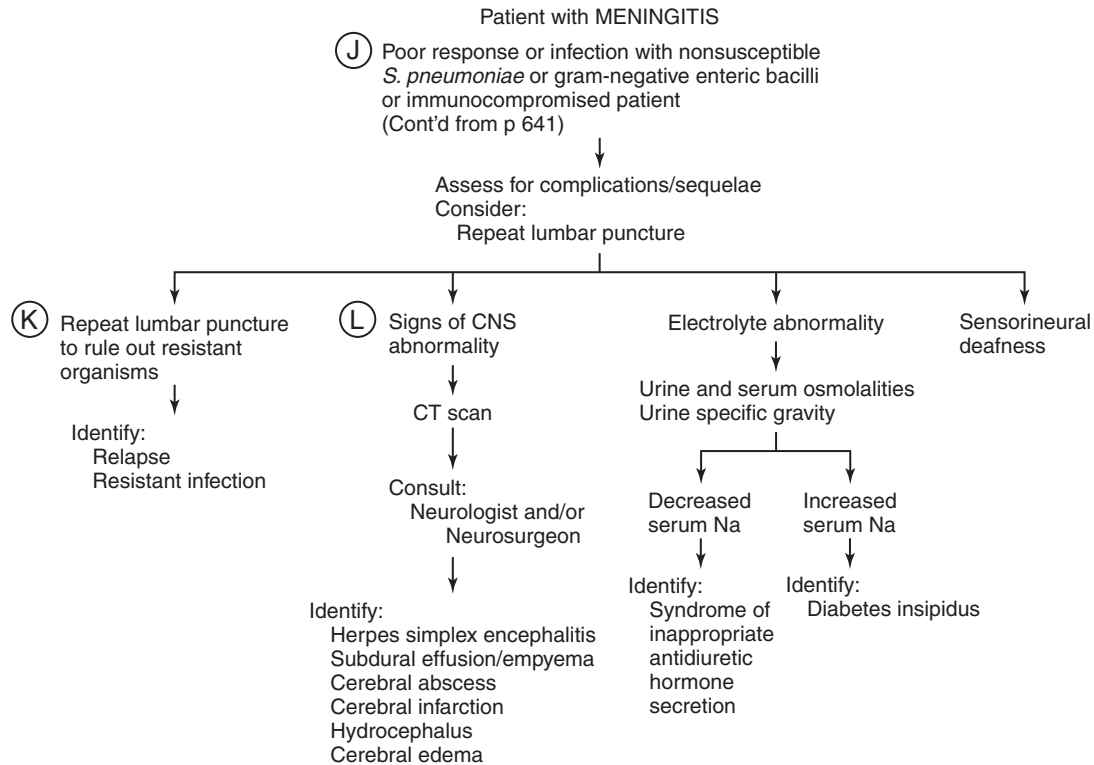 Patient with MENINGITIS
J Poor response or infection with nonsusceptible
S. pneumoniae or gram-negative enteric bacilli
or immunocompromised patient
(Cont'd from p 641)
Assess for complications/sequelae
Consider:
Repeat lumbar puncture
K Repeat lumbar puncture
to rule out resistant
organisms
Identify:
Relapse
Resistant infection
L Signs of CNS
abnormality
CT scan
Consult:
Neurologist and/or
Neurosurgeon
Identify:
Herpes simplex encephalitis
Subdural effusion/empyema
Cerebral abscess
Cerebral infarction
Hydrocephalus
Cerebral edema
Electrolyte abnormality
Urine and serum osmolalities
Urine specific gravity
Decreased
serum Na
Identify:
Syndrome of
inappropriate
antidiuretic
hormone
secretion
Increased
serum Na
Identify:
Diabetes insipidus
Sensorineural
deafness